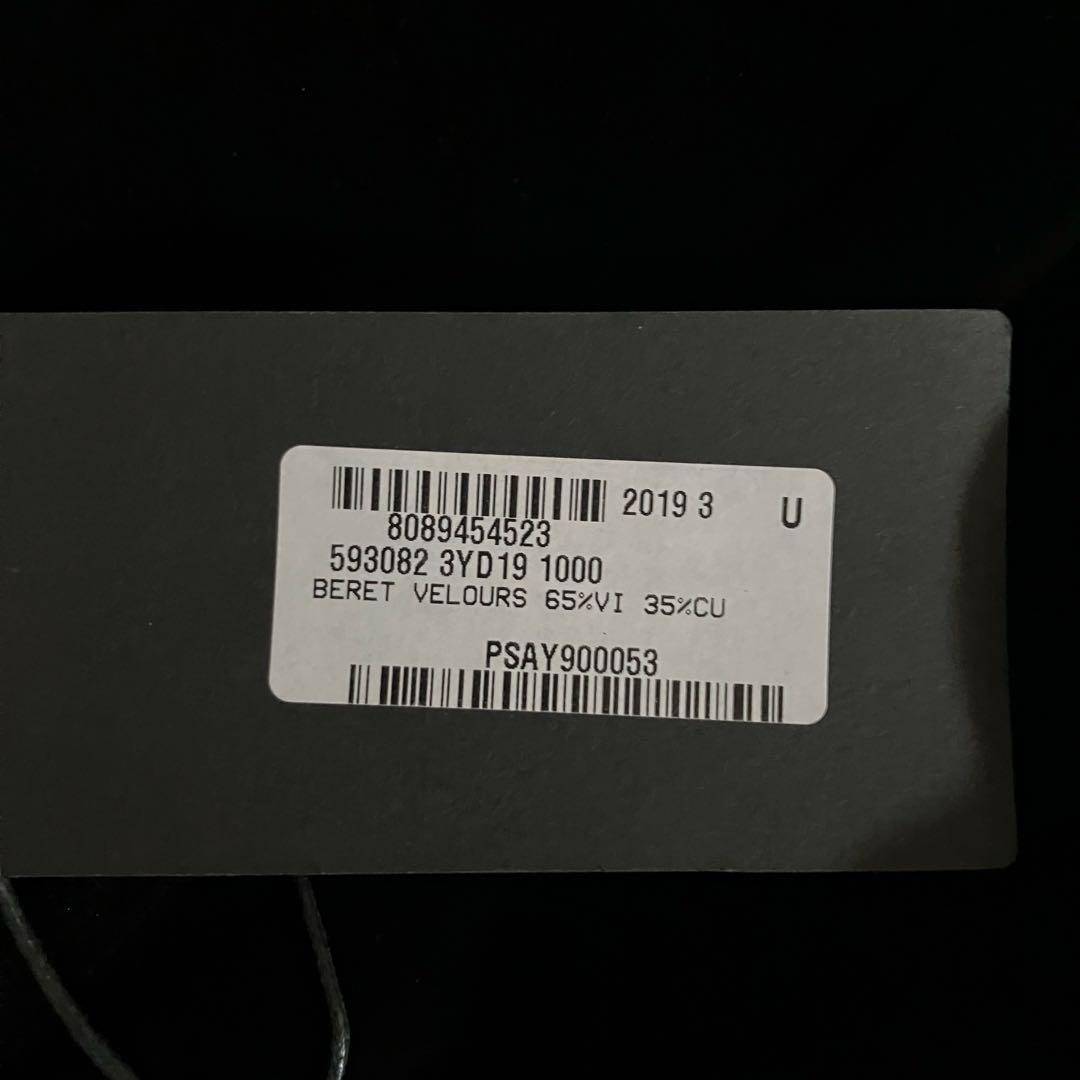 2019 3 U
8089454523
593082 3YD19 1000
BERET VELOURS 65%VI 35%CU
PSAY900053